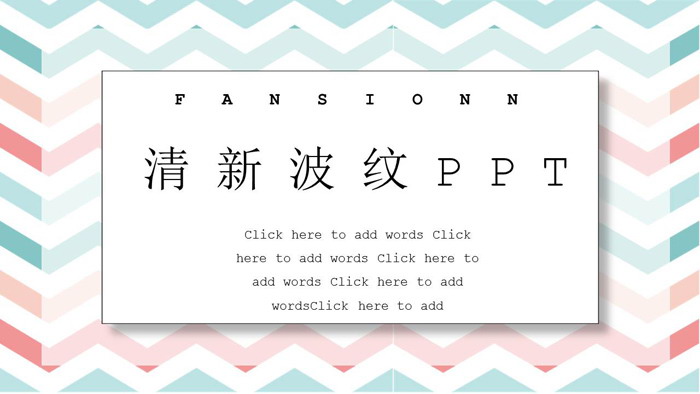 FANSIONN
清新波纹PPT
Click here to add words Click
here to add words Click here to
add words Click here to add
wordsClick here to add